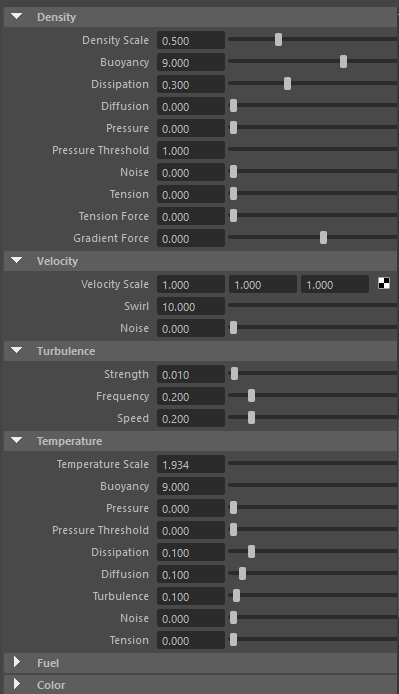 Density
Density Scale 0.500
Buoyancy 9.000
Dissipation 0.300
Diffusion 0.000
Pressure 0.000
Pressure Threshold 1.000
Noise 0.000
Tension 0.000
Tension Force 0.000
Gradient Force 0.000
Velocity
Velocity Scale 1.000 1.000 1.000
Swirl 10.000
Noise 0.000
Turbulence
Strength 0.010
Frequency 0.200
Speed 0.200
Temperature
Temperature Scale 1.934
Buoyancy 9.000
Pressure 0.000
Pressure Threshold 0.000
Dissipation 0.100
Diffusion 0.100
Turbulence 0.100
Noise 0.000
Tension 0.000
Fuel
Color